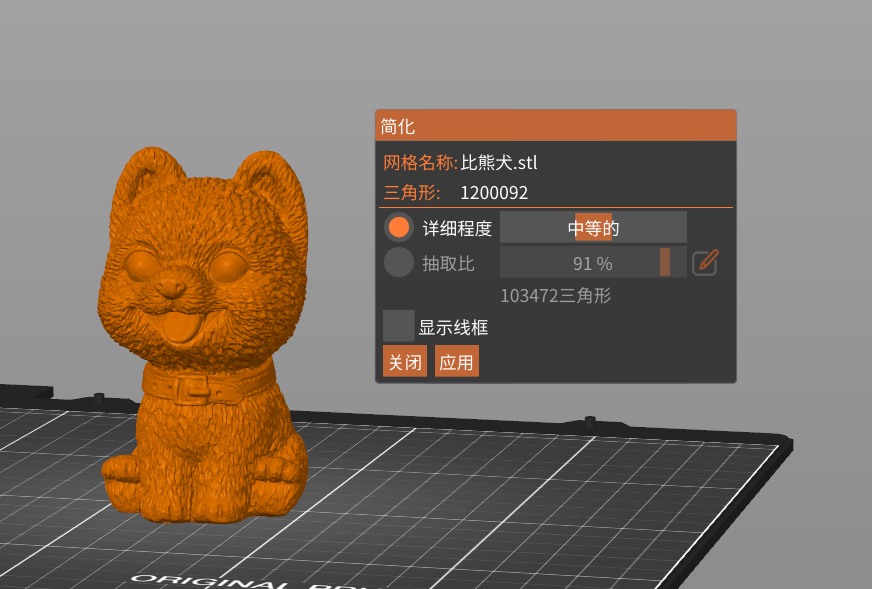 简化
网格名称: 比熊犬.stl
三角形: 1200092
详细程度 中等的
抽取比 91 %
103472三角形
显示线框
关闭 应用
ORIGINAL